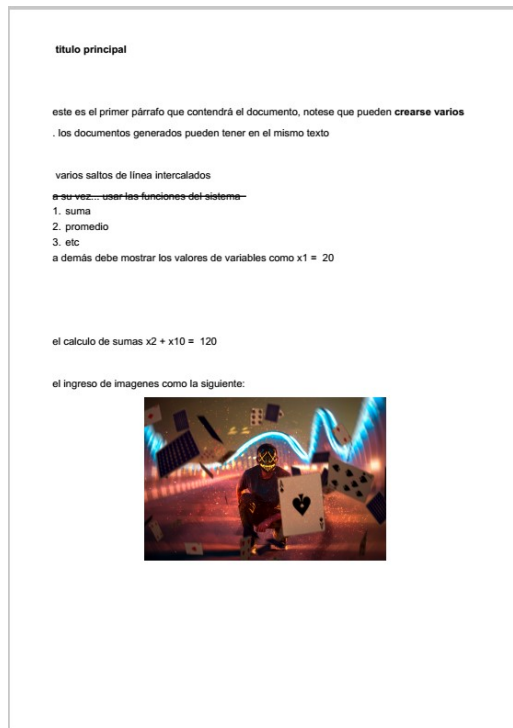 titulo principal
este es el primer párrafo que contendrá el documento, notese que pueden crearse varios
. los documentos generados pueden tener en el mismo texto
varios saltos de línea intercalados
a su vez... usar las funciones del sistema
1. suma
2. promedio
3. etc
a demás debe mostrar los valores de variables como x1 = 20
el calculo de sumas x2 + x10 = 120
el ingreso de imagenes como la siguiente: